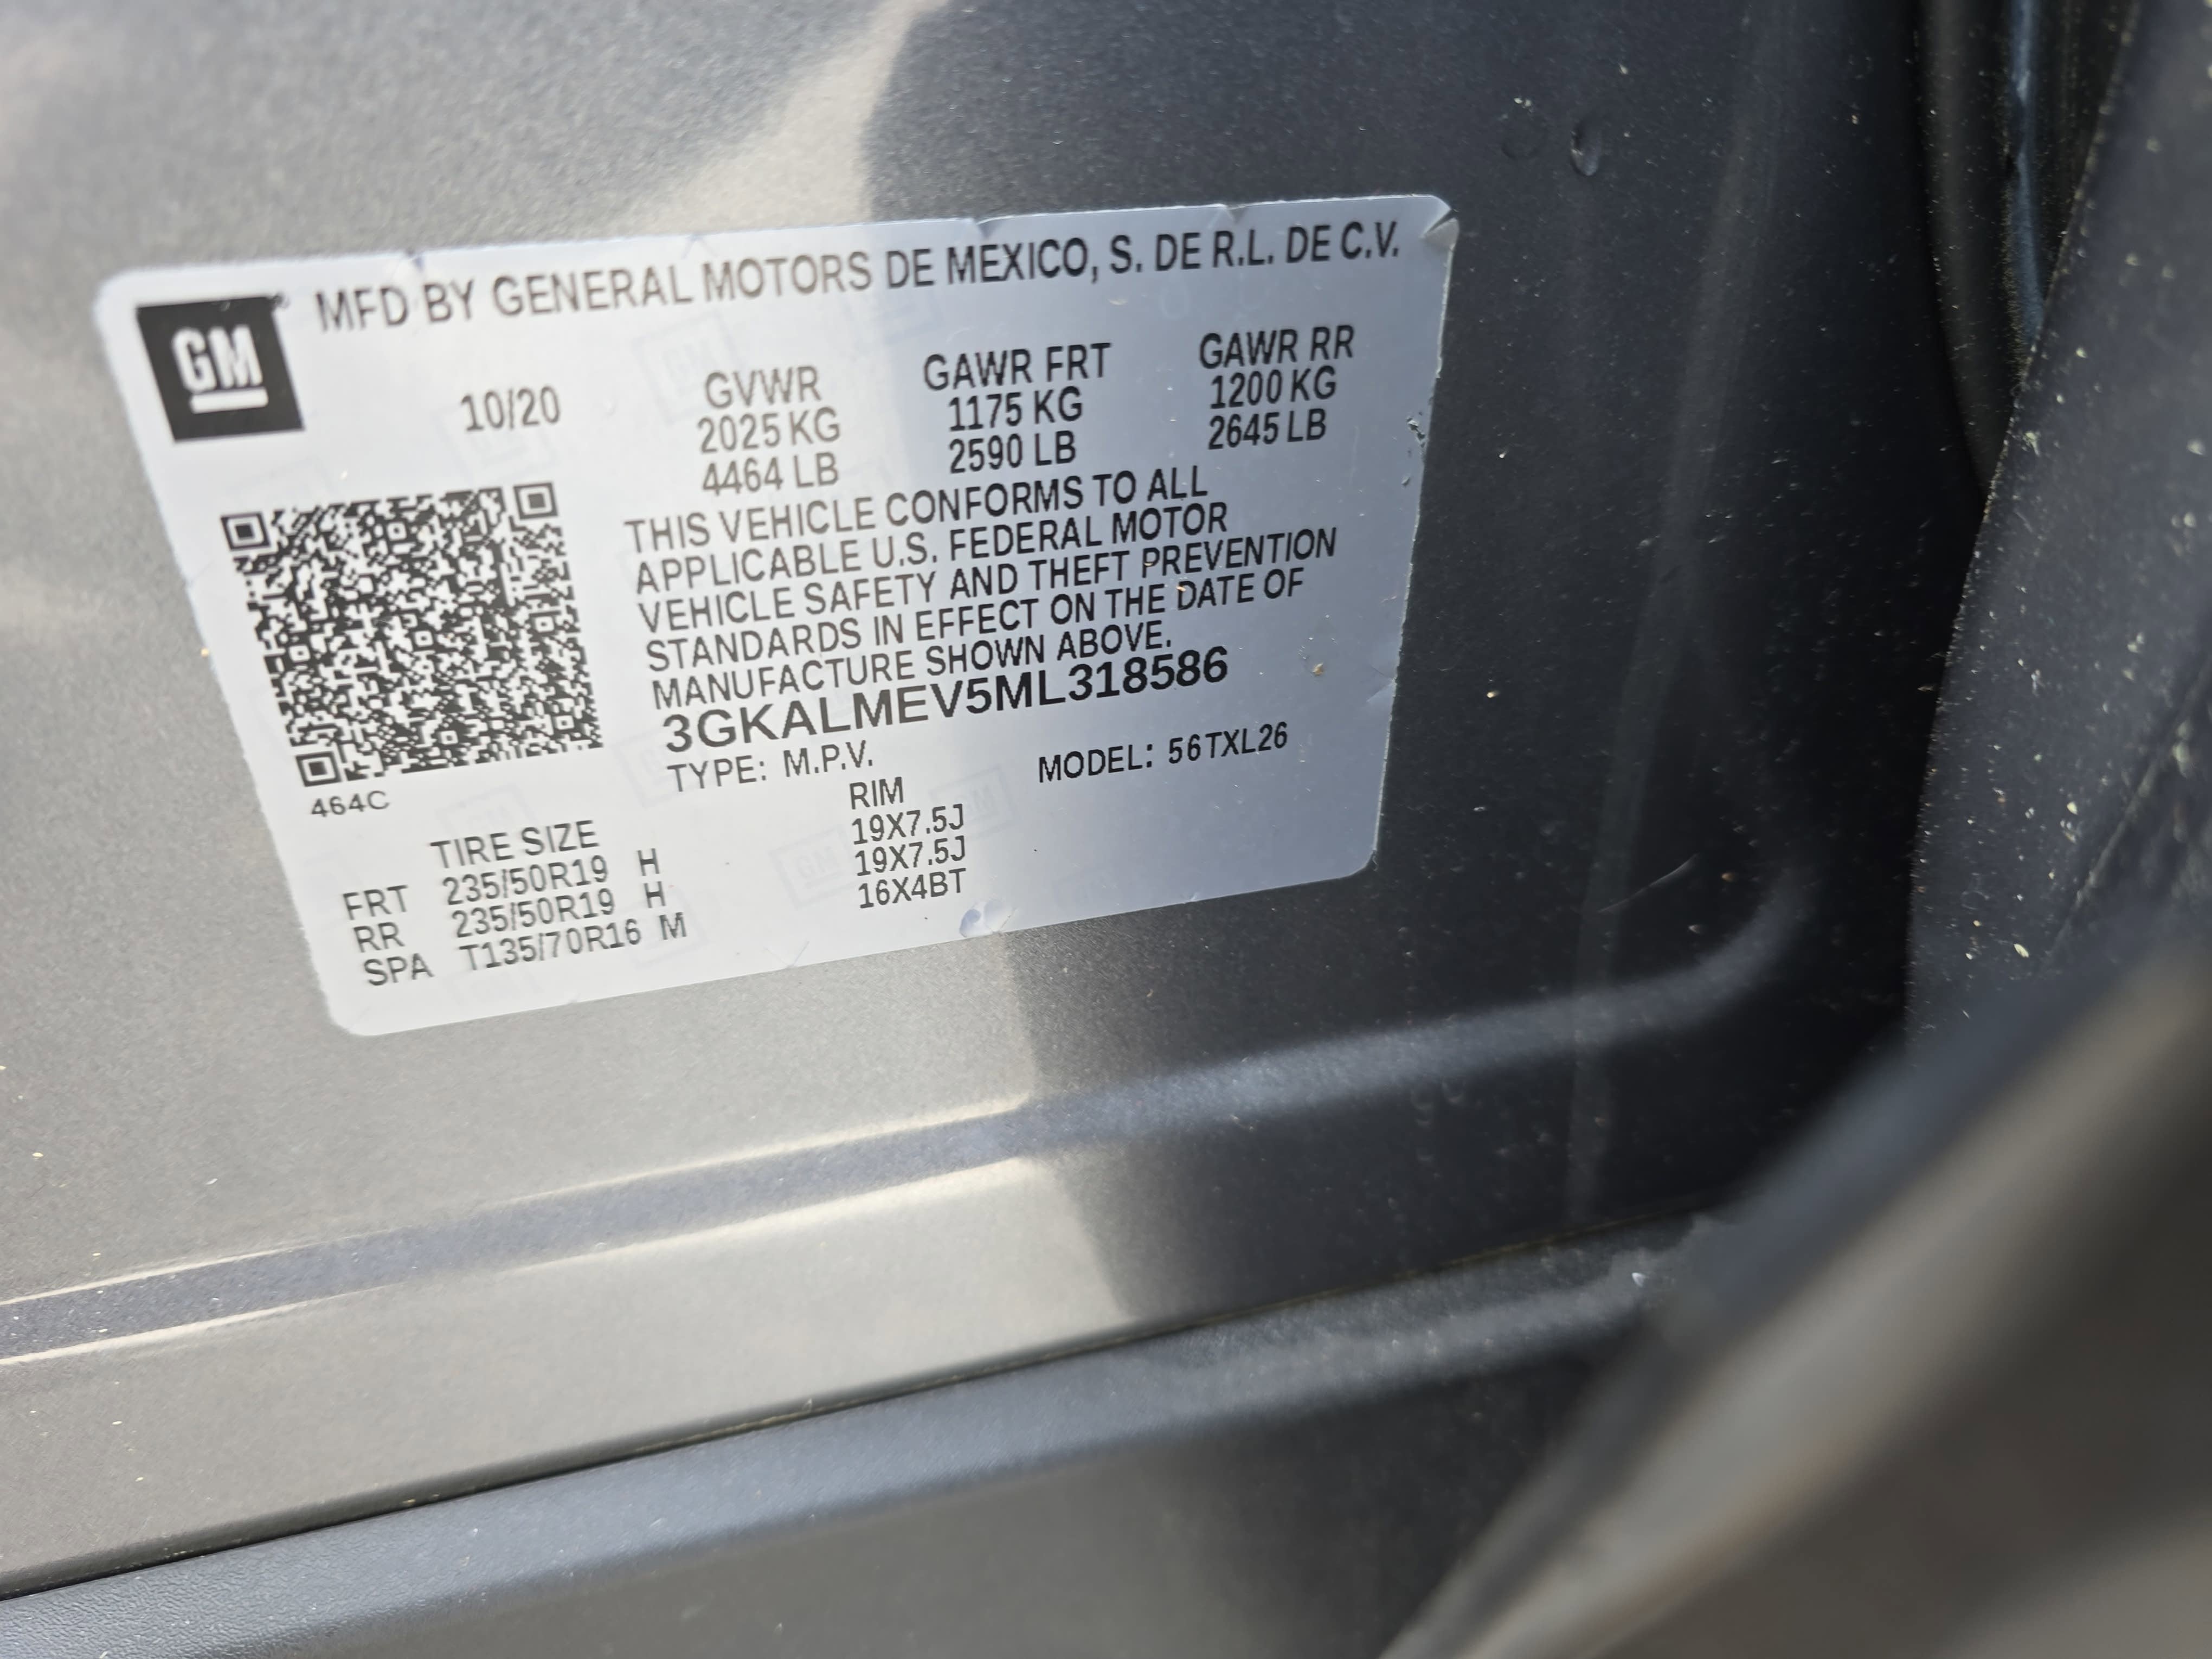 MFD BY GENERAL MOTORS DE MEXICO, S. DE R.L. DE C.V.
GM ®
10/20
GVWR GAWR FRT GAWR RR
2025 KG 1175 KG 1200 KG
4464 LB 2590 LB 2645 LB
THIS VEHICLE CONFORMS TO ALL
APPLICABLE U.S. FEDERAL MOTOR
VEHICLE SAFETY AND THEFT PREVENTION
STANDARDS IN EFFECT ON THE DATE OF
MANUFACTURE SHOWN ABOVE.
3GKALMEV5ML318586
TYPE: M.P.V. MODEL: 56TXL26
464C
TIRE SIZE RIM
FRT 235/50R19 H 19X7.5J
RR 235/50R19 H 19X7.5J
SPA T135/70R16 M 16X4BT